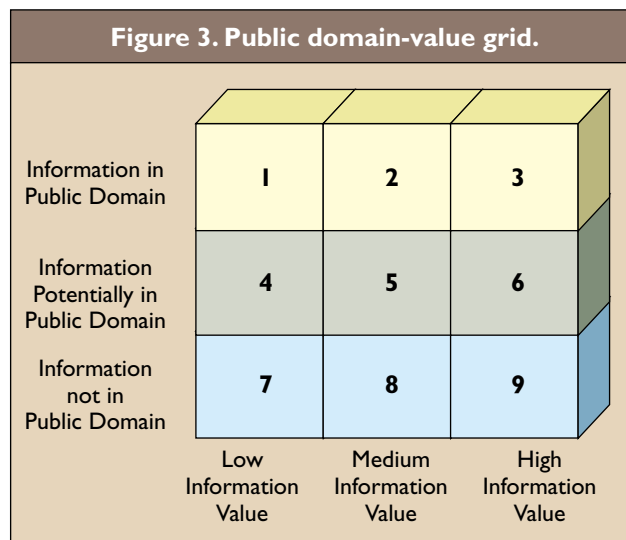 Figure 3. Public domain-value grid.
Information in
Public Domain
1 2 3
Information
Potentially in
Public Domain
4 5 6
Information
not in
Public Domain
7 8 9
Low
Information
Value
Medium
Information
Value
High
Information
Value